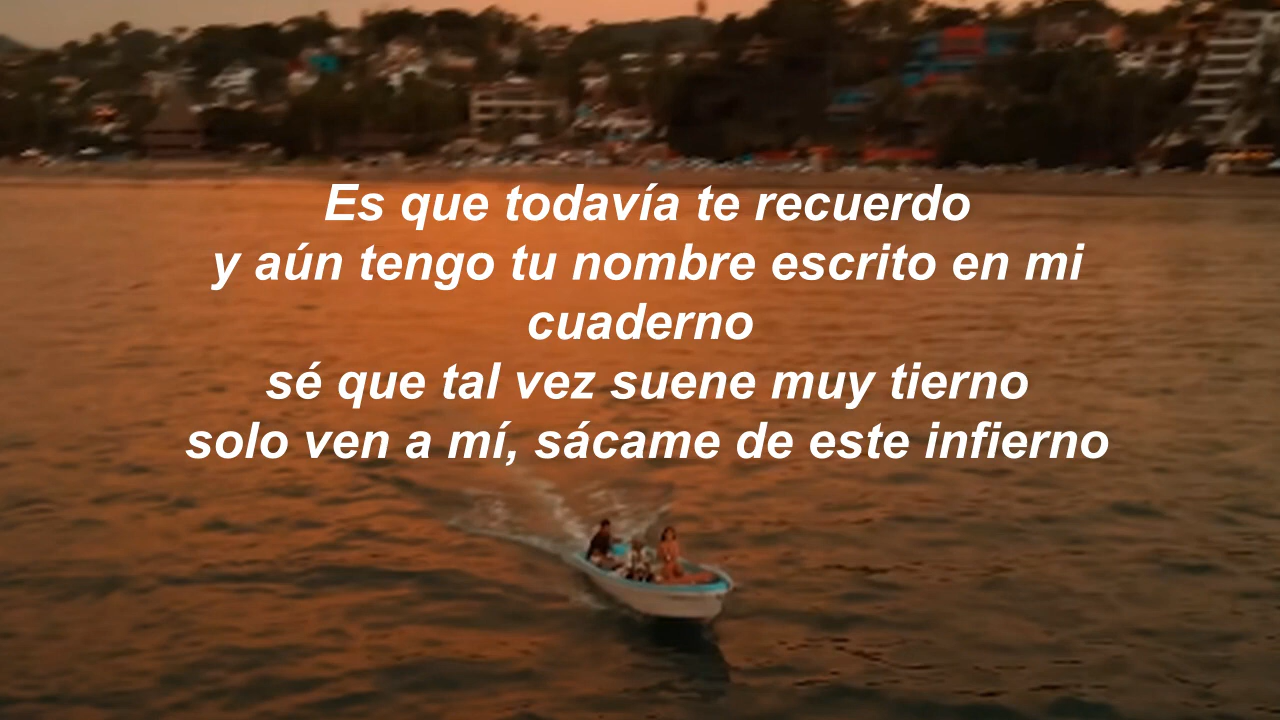 Es que todavía te recuerdo
y aún tengo tu nombre escrito en mi
cuaderno
sé que tal vez suene muy tierno
solo ven a mí, sácame de este infierno